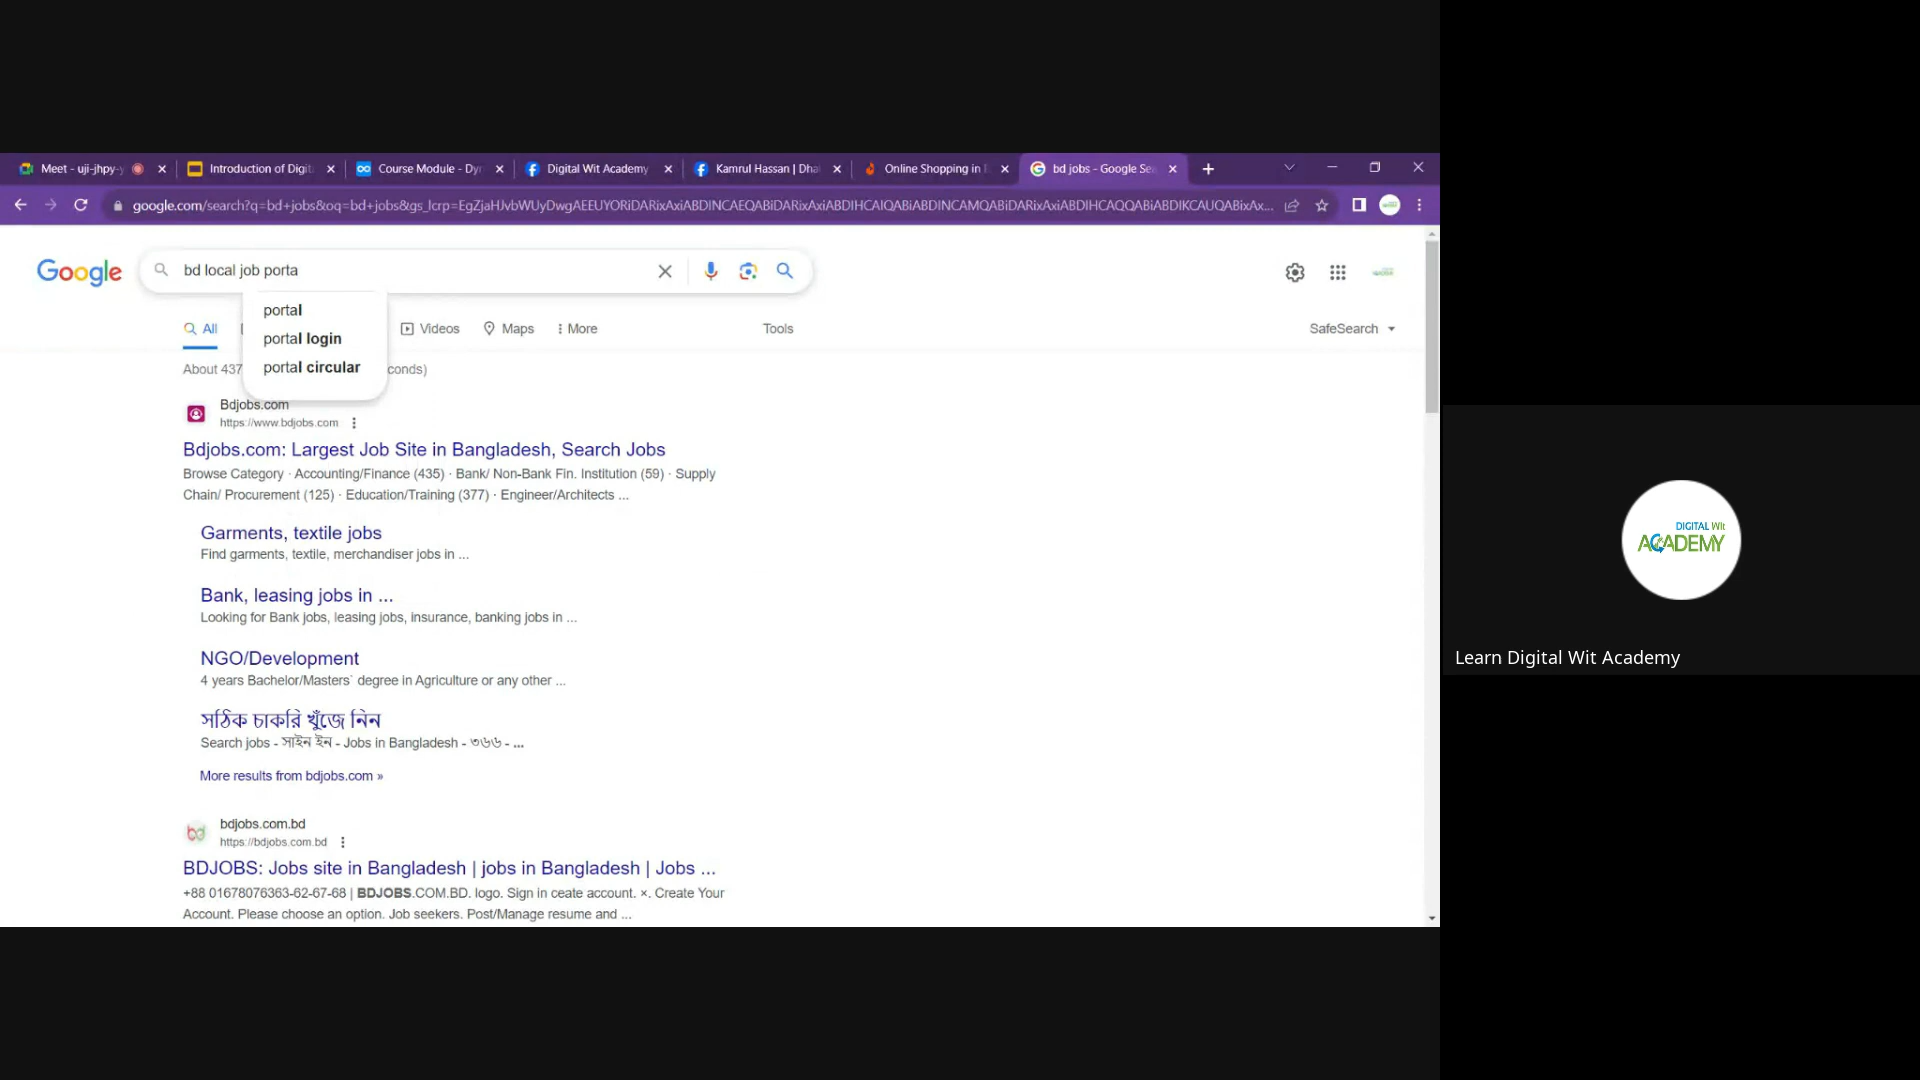 Meet - uji-jhpy-y
Introduction of Digit
Course Module - Dyn
Digital Wit Academy
Kamrul Hassan | Dha
Online Shopping in
bd jobs - Google Sea
google.com/search?q=bd+jobs&oq=bd+jobs&gs_lcrp=EgZjaHJvbWUyDwgAEEUYORiDARixAxiABDINCAEQABiDARixAxiABDIHCAIQABiABDINCAMQABiDARixAxiABDIHCAQQABiABDIKCAUQABixAx...
Google
bd local job porta
portal
portal login
portal circular
All
Videos
Maps
More
Tools
SafeSearch
About 437
conds)
Bdjobs.com
https://www.bdjobs.com
Bdjobs.com: Largest Job Site in Bangladesh, Search Jobs
Browse Category · Accounting/Finance (435) · Bank/ Non-Bank Fin. Institution (59) · Supply
Chain/ Procurement (125) · Education/Training (377) · Engineer/Architects ...
Garments, textile jobs
Find garments, textile, merchandiser jobs in ...
Bank, leasing jobs in ...
Looking for Bank jobs, leasing jobs, insurance, banking jobs in ...
NGO/Development
4 years Bachelor/Masters` degree in Agriculture or any other ...
সঠিক চাকরি খুঁজে নিন
Search jobs - সাইন ইন - Jobs in Bangladesh - ৩৬৬ - ...
More results from bdjobs.com »
bdjobs.com.bd
https://bdjobs.com.bd
BDJOBS: Jobs site in Bangladesh | jobs in Bangladesh | Jobs ...
+88 01678076363-62-67-68 | BDJOBS.COM.BD. logo. Sign in ceate account. ×. Create Your
Account. Please choose an option. Job seekers. Post/Manage resume and ...
DIGITAL Wit
ACADEMY
Learn Digital Wit Academy